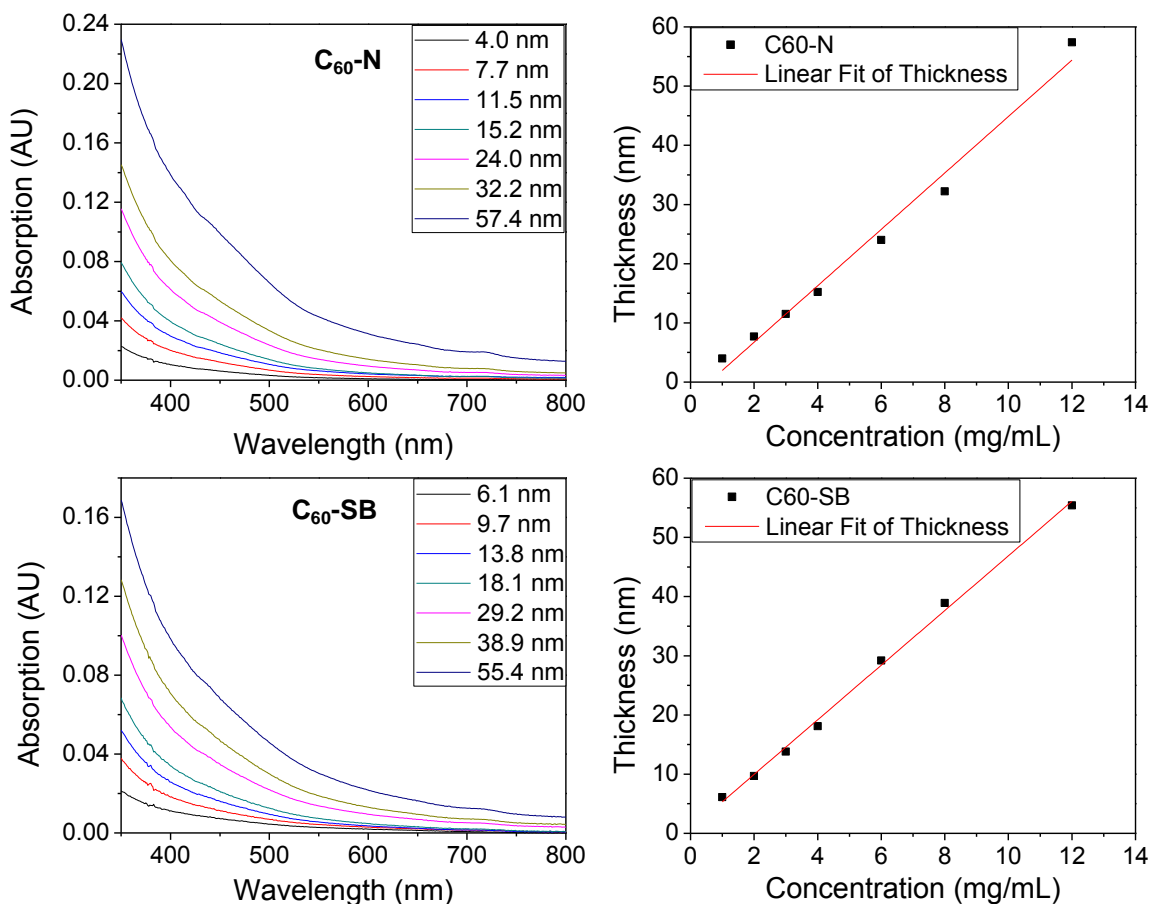 0.24
0.20
0.16
0.12
0.08
0.04
0.00
Absorption (AU)
C60-N
4.0 nm
7.7 nm
11.5 nm
15.2 nm
24.0 nm
32.2 nm
57.4 nm
400 500 600 700 800
Wavelength (nm)
60
50
40
30
20
10
0
Thickness (nm)
C60-N
Linear Fit of Thickness
2 4 6 8 10 12 14
Concentration (mg/mL)
0.16
0.12
0.08
0.04
0.00
Absorption (AU)
C60-SB
6.1 nm
9.7 nm
13.8 nm
18.1 nm
29.2 nm
38.9 nm
55.4 nm
400 500 600 700 800
Wavelength (nm)
60
50
40
30
20
10
0
Thickness (nm)
C60-SB
Linear Fit of Thickness
2 4 6 8 10 12 14
Concentration (mg/mL)